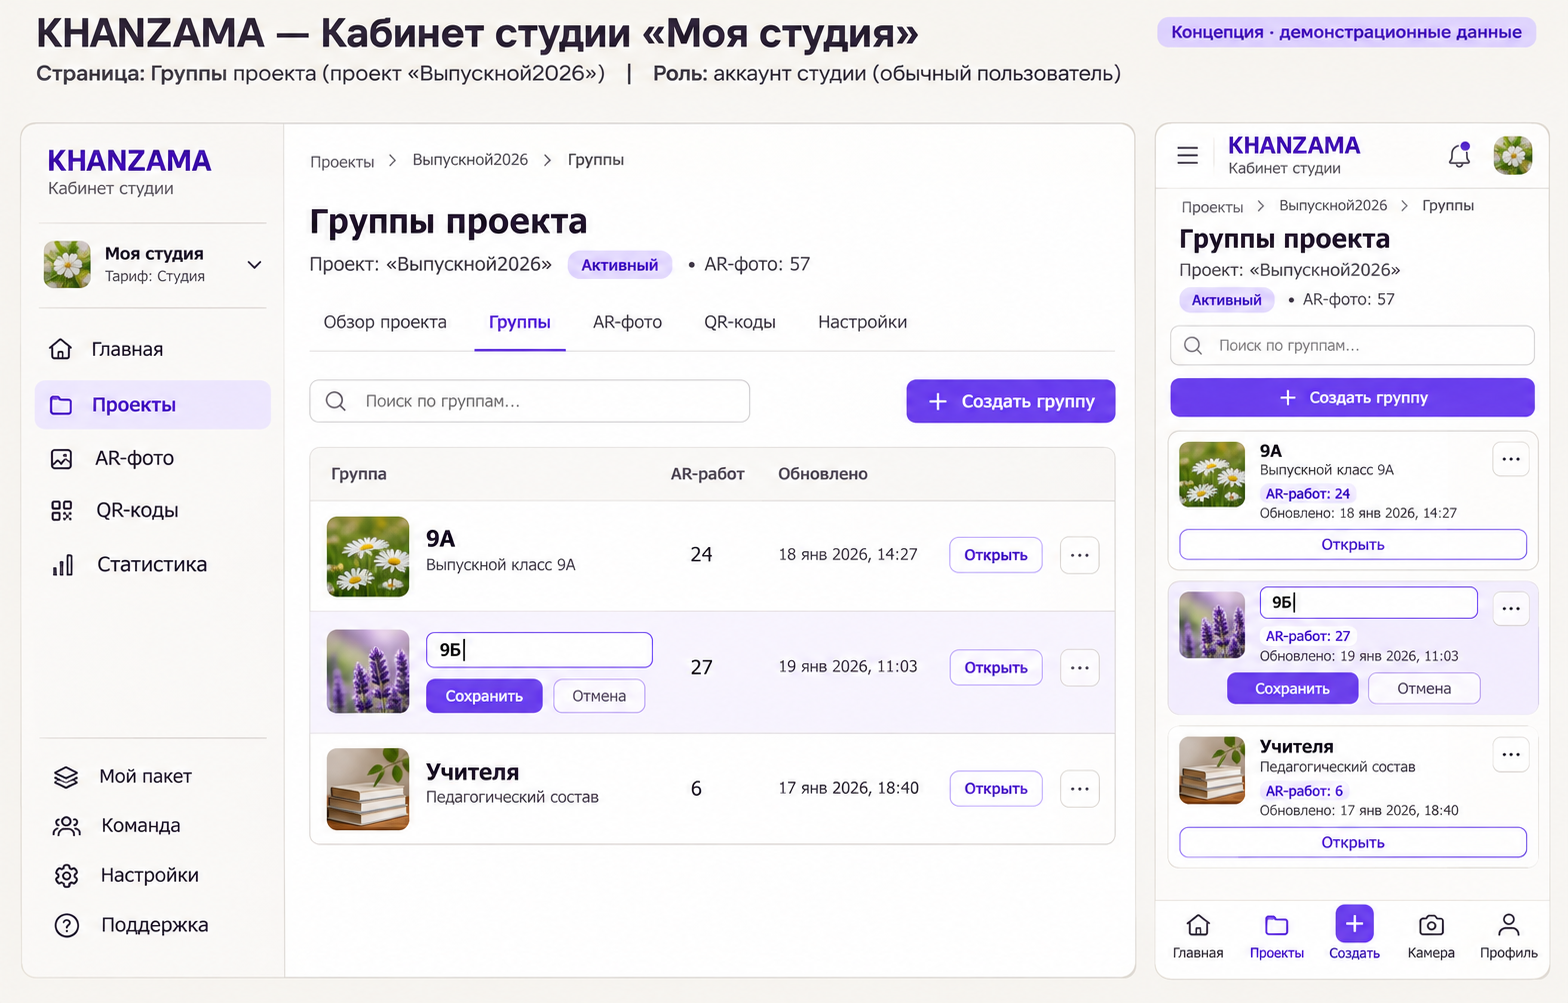 KHANZAMA — Кабинет студии «Моя студия»
Концепция · демонстрационные данные
Страница: Группы проекта (проект «Выпускной2026») | Роль: аккаунт студии (обычный пользователь)
KHANZAMA
Кабинет студии
Моя студия
Тариф: Студия
Главная
Проекты
AR-фото
QR-коды
Статистика
Мой пакет
Команда
Настройки
Поддержка
Проекты > Выпускной2026 > Группы
Группы проекта
Проект: «Выпускной2026» Активный • AR-фото: 57
Обзор проекта Группы AR-фото QR-коды Настройки
Поиск по группам...
+ Создать группу
Группа AR-работ Обновлено
9А
Выпускной класс 9А
24 18 янв 2026, 14:27 Открыть ...
9Б
Сохранить Отмена
27 19 янв 2026, 11:03 Открыть ...
Учителя
Педагогический состав
6 17 янв 2026, 18:40 Открыть ...
KHANZAMA
Кабинет студии
Проекты > Выпускной2026 > Группы
Группы проекта
Проект: «Выпускной2026»
Активный • AR-фото: 57
Поиск по группам...
+ Создать группу
9А
Выпускной класс 9А
AR-работ: 24
Обновлено: 18 янв 2026, 14:27
Открыть
9Б
AR-работ: 27
Обновлено: 19 янв 2026, 11:03
Сохранить Отмена
Учителя
Педагогический состав
AR-работ: 6
Обновлено: 17 янв 2026, 18:40
Открыть
Главная Проекты Создать Камера Профиль